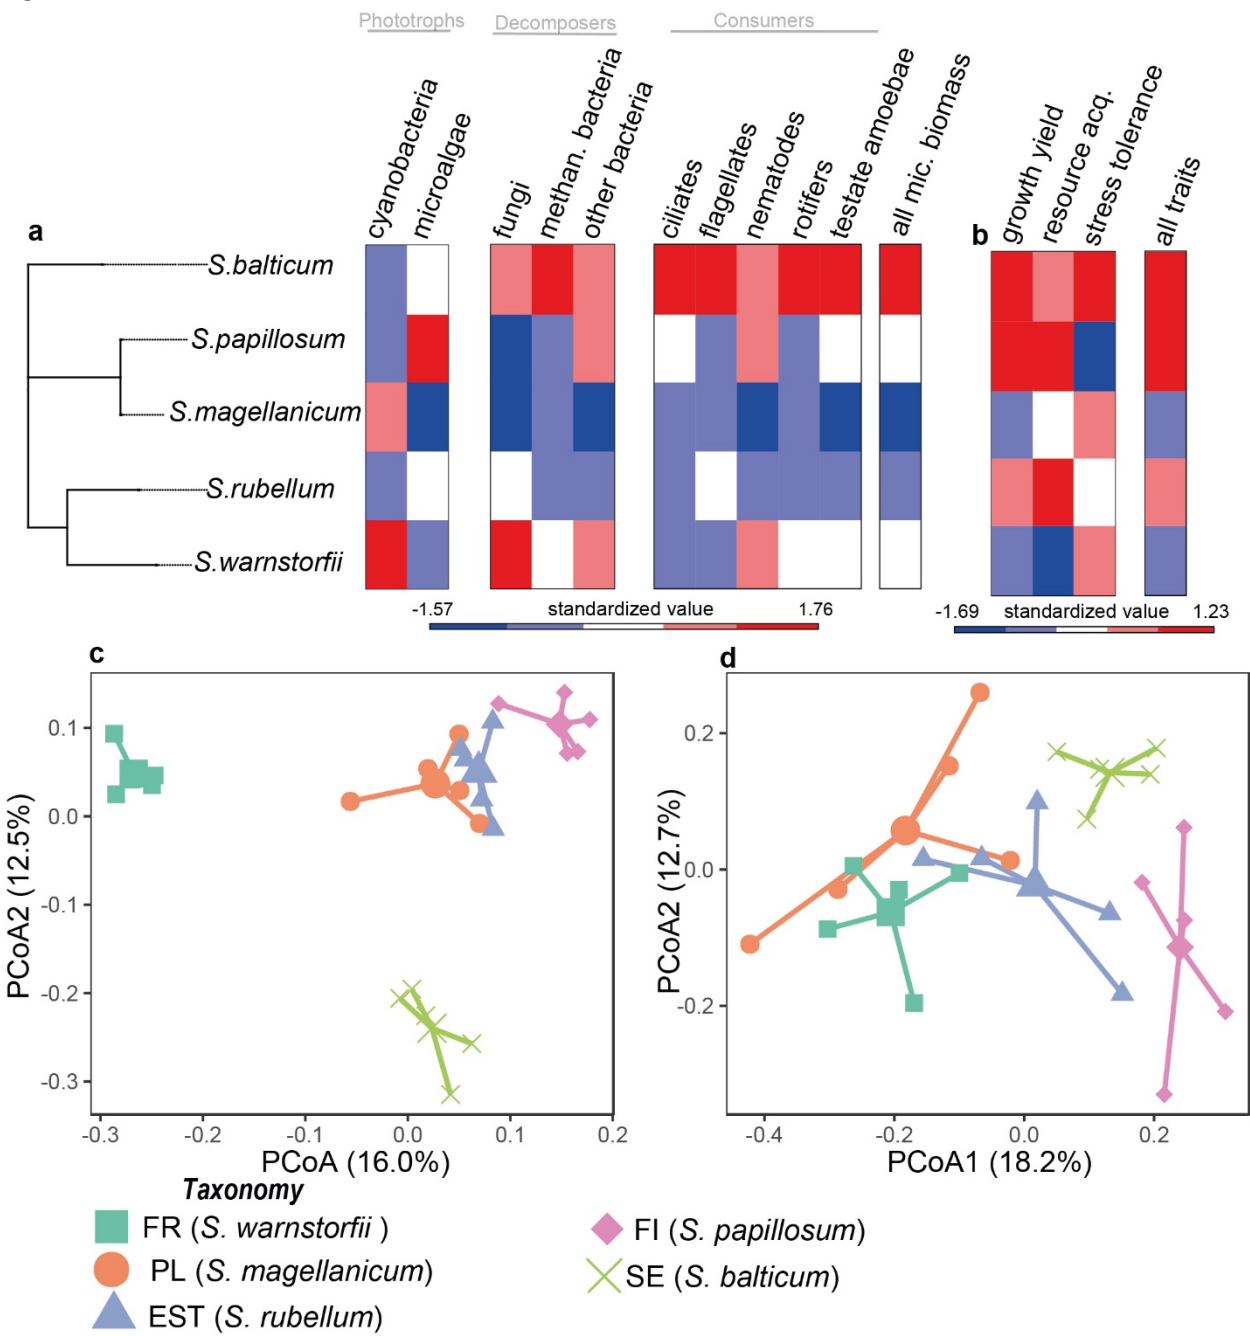 Phototrophs Decomposers Consumers
cyanobacteria
microalgae
fungi
methan. bacteria
other bacteria
ciliates
flagellates
nematodes
rotifers
testate amoebae
all mic. biomass
growth yield
resource acq.
stress tolerance
all traits
a
b
S.balticum
S.papillosum
S.magellanicum
S.rubellum
S.warnstorfii
-1.57 standardized value 1.76
-1.69 standardized value 1.23
c
0.1
0.0
-0.1
-0.2
-0.3
PCoA2 (12.5%)
-0.3 -0.2 -0.1 0.0 0.1 0.2
PCoA (16.0%)
d
0.2
0.0
-0.2
PCoA2 (12.7%)
-0.4 -0.2 0.0 0.2
PCoA1 (18.2%)
Taxonomy
FR (S. warnstorfii )
PL (S. magellanicum)
EST (S. rubellum)
FI (S. papillosum)
SE (S. balticum)